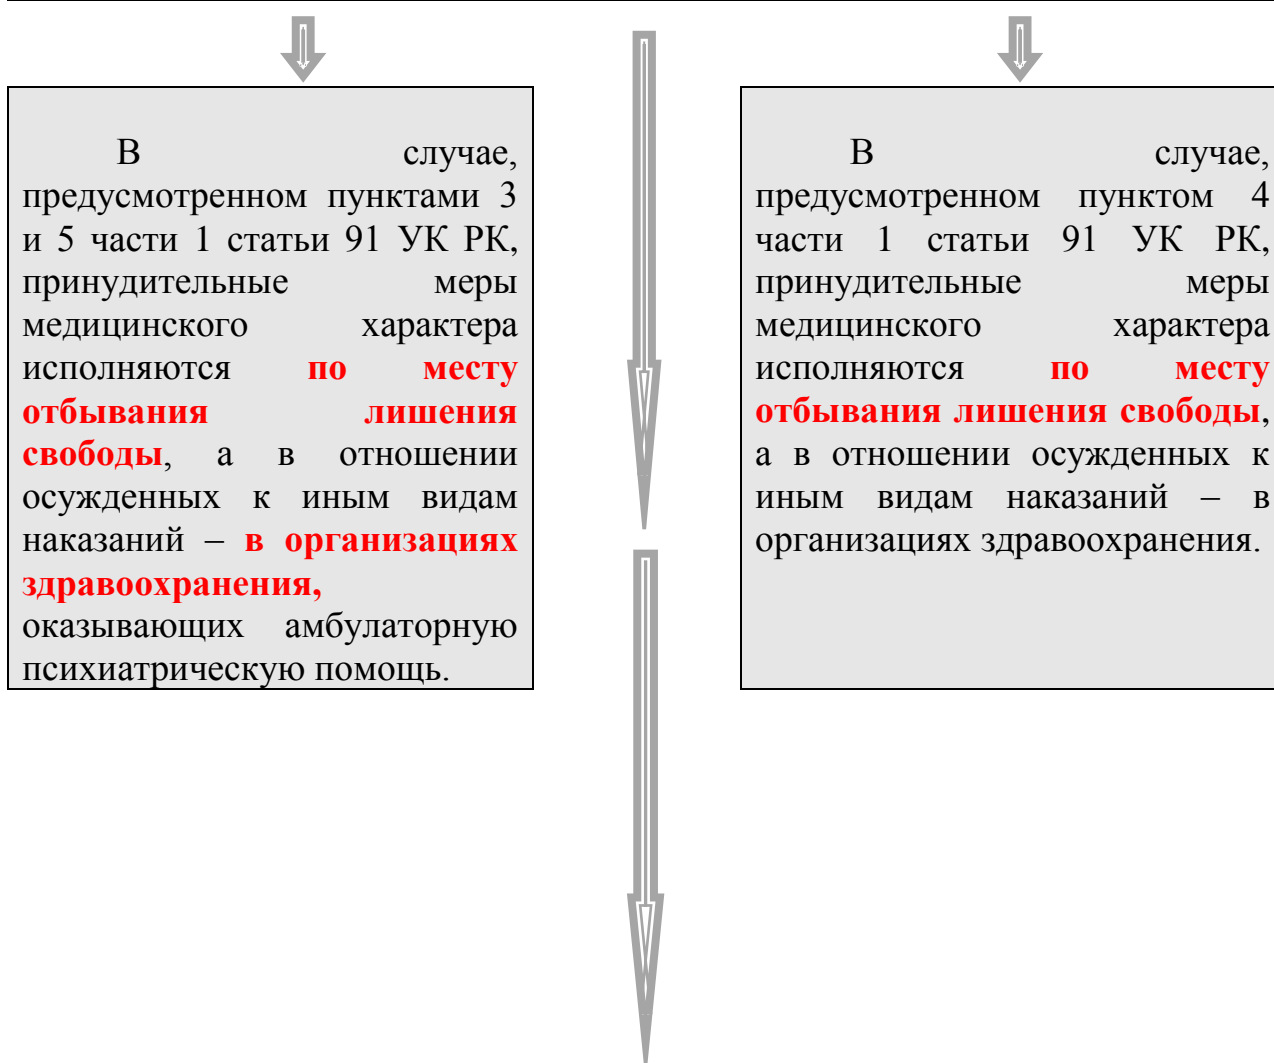 В случае,
предусмотренном пунктами 3
и 5 части 1 статьи 91 УК РК,
принудительные меры
медицинского характера
исполняются по месту
отбывания лишения
свободы, а в отношении
осужденных к иным видам
наказаний – в организациях
здравоохранения,
оказывающих амбулаторную
психиатрическую помощь.
В случае,
предусмотренном пунктом 4
части 1 статьи 91 УК РК,
принудительные меры
медицинского характера
исполняются по месту
отбывания лишения свободы,
а в отношении осужденных к
иным видам наказаний – в
организациях здравоохранения.